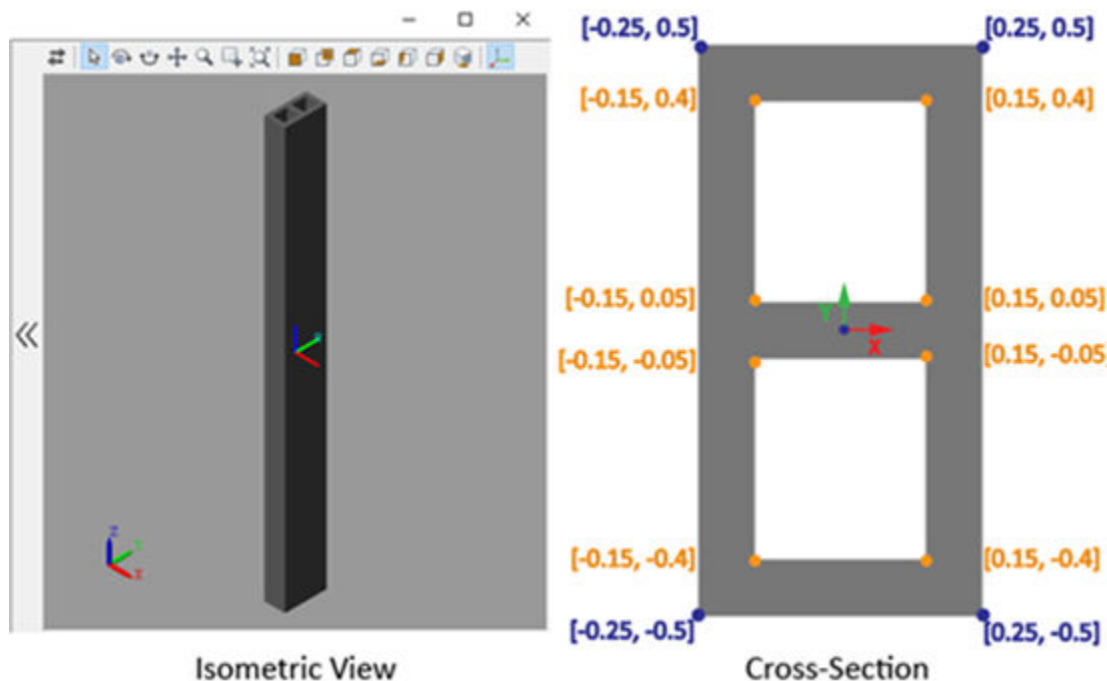 [-0.25, 0.5]
[0.25, 0.5]
[-0.15, 0.4]
[0.15, 0.4]
[-0.15, 0.05]
[0.15, 0.05]
Y
X
[-0.15, -0.05]
[0.15, -0.05]
Z
Y
X
[-0.15, -0.4]
[0.15, -0.4]
[-0.25, -0.5]
[0.25, -0.5]
Isometric View
Cross-Section